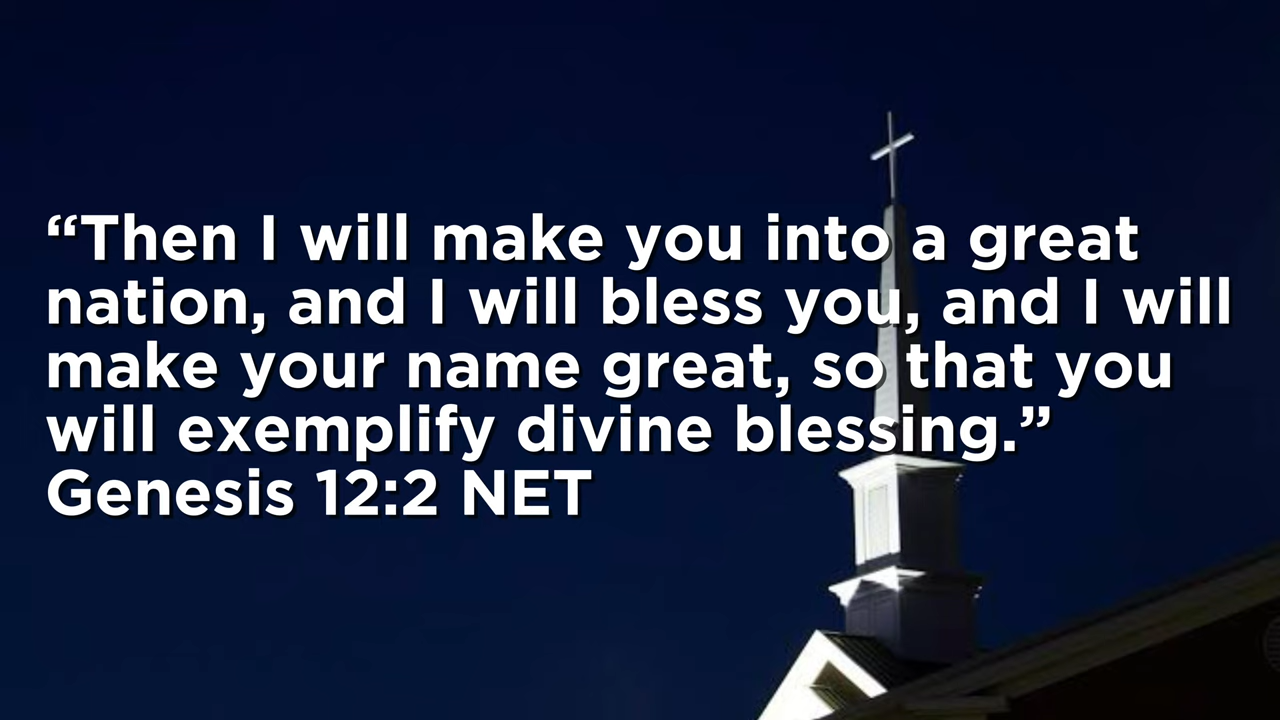 “Then I will make you into a great
nation, and I will bless you, and I will
make your name great, so that you
will exemplify divine blessing.”
Genesis 12:2 NET